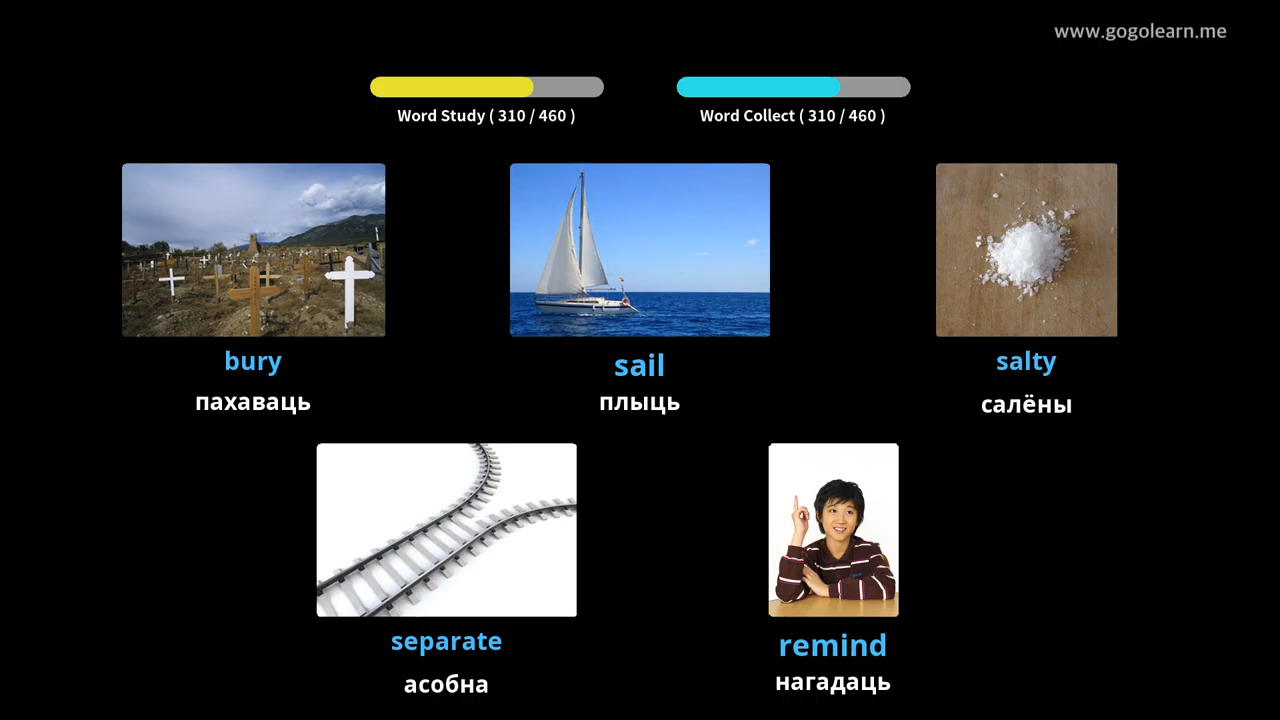 www.gogolearn.me
Word Study ( 310 / 460 )
Word Collect ( 310 / 460 )
bury
sail
salty
пахаваць
плыць
салёны
separate
remind
асобна
нагадаць